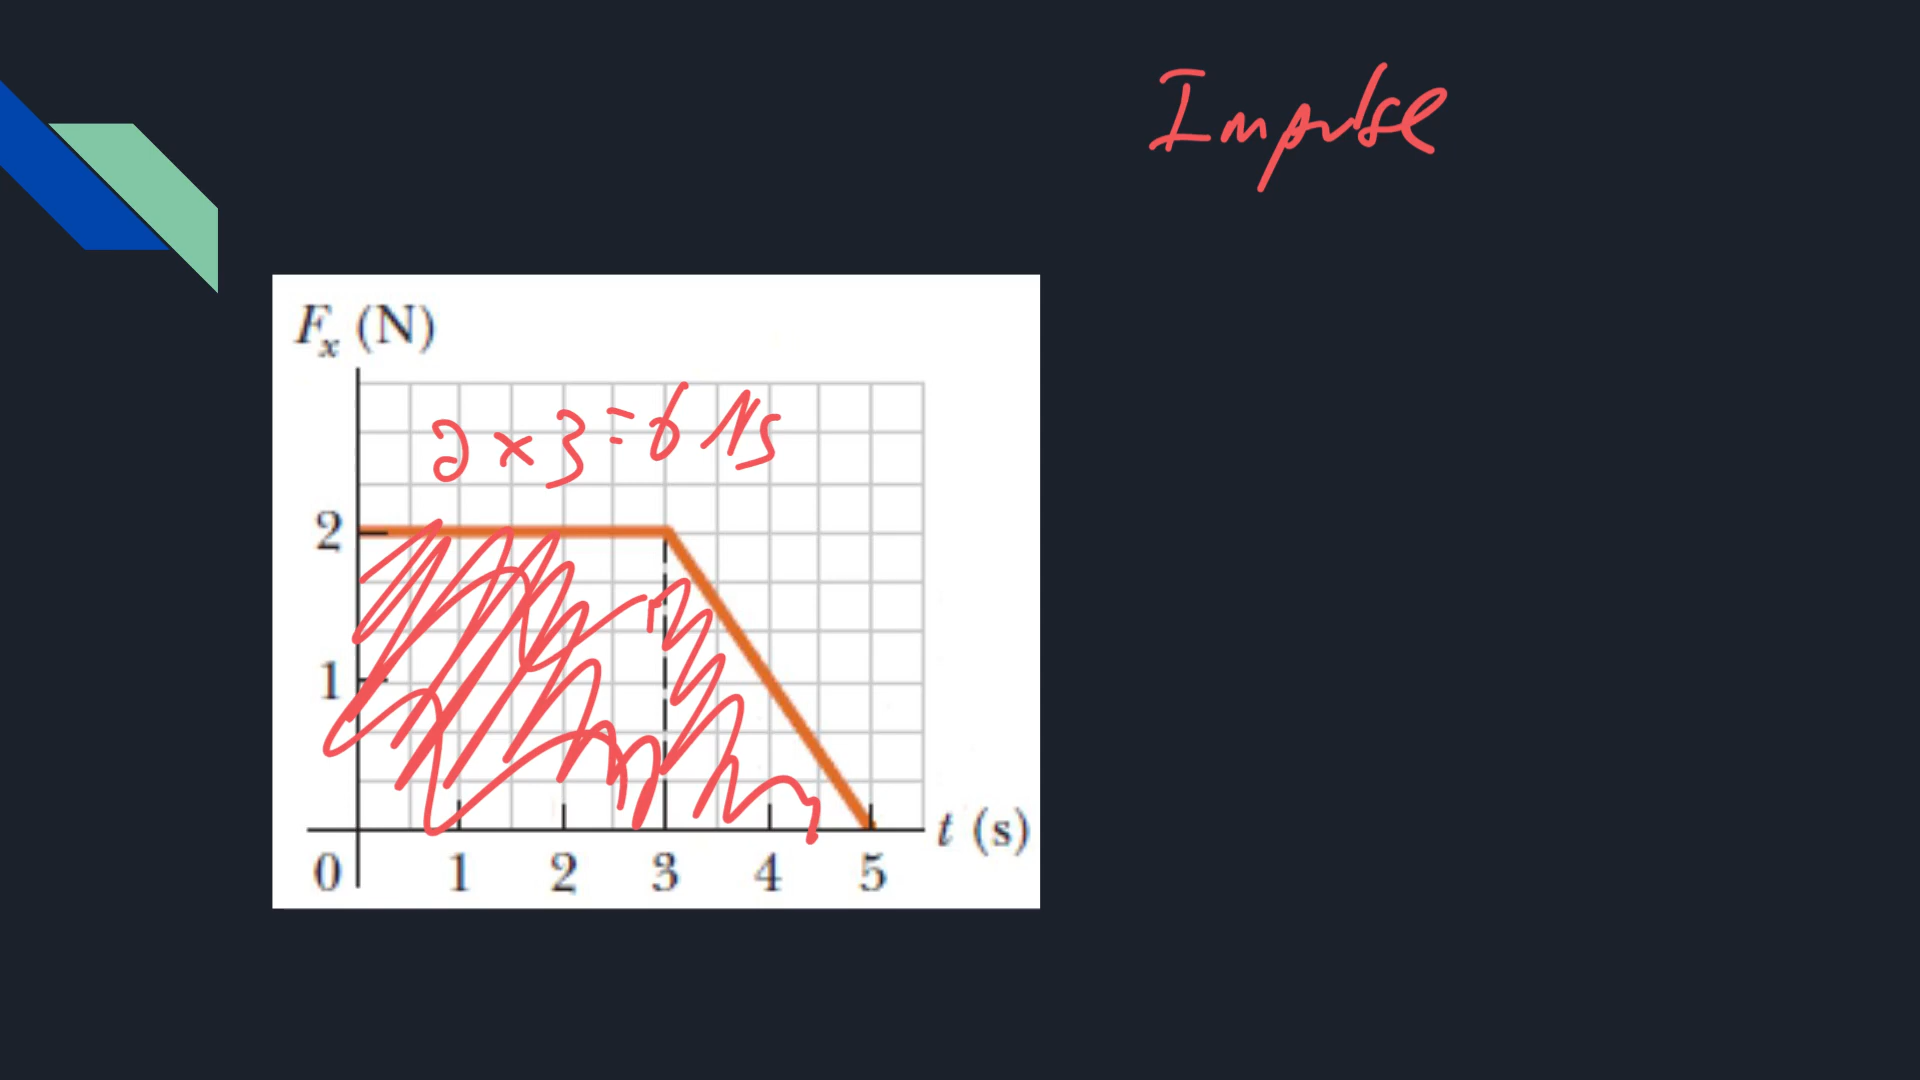 Impulse
Fx (N)
2 × 3 = 6 Ns
2
1
0 1 2 3 4 5 t (s)